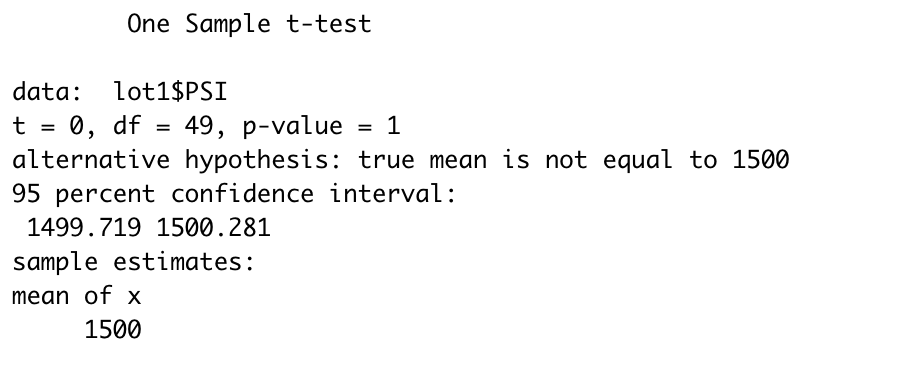 One Sample t-test
data:  lot1$PSI
t = 0, df = 49, p-value = 1
alternative hypothesis: true mean is not equal to 1500
95 percent confidence interval:
 1499.719 1500.281
sample estimates:
mean of x
     1500